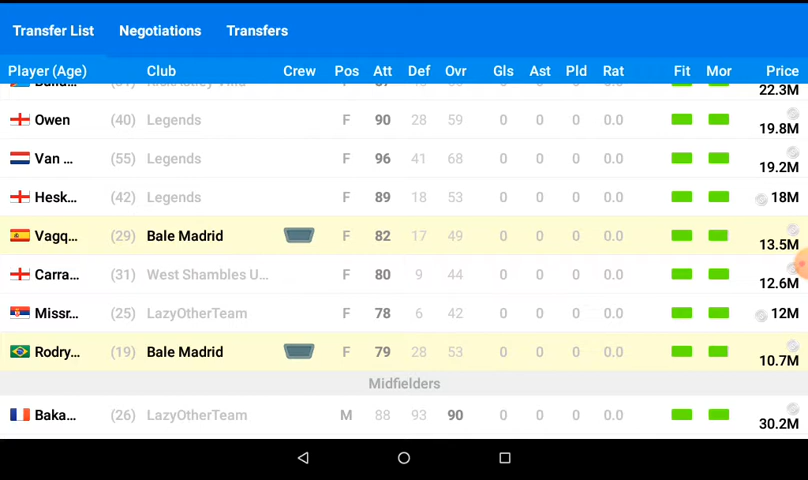 Transfer List Negotiations Transfers
Player (Age) Club Crew Pos Att Def Ovr Gls Ast Pld Rat Fit Mor Price
22.3M
Owen (40) Legends F 90 28 59 0 0 0 0.0 19.8M
Van ... (55) Legends F 96 41 68 0 0 0 0.0 19.2M
Hesk... (42) Legends F 89 18 53 0 0 0 0.0 18M
Vagq... (29) Bale Madrid F 82 17 49 0 0 0 0.0 13.5M
Carra... (31) West Shambles U... F 80 9 44 0 0 0 0.0 12.6M
Missr... (25) LazyOtherTeam F 78 6 42 0 0 0 0.0 12M
Rodry... (19) Bale Madrid F 79 28 53 0 0 0 0.0 10.7M
Midfielders
Baka... (26) LazyOtherTeam M 88 93 90 0 0 0 0.0 30.2M